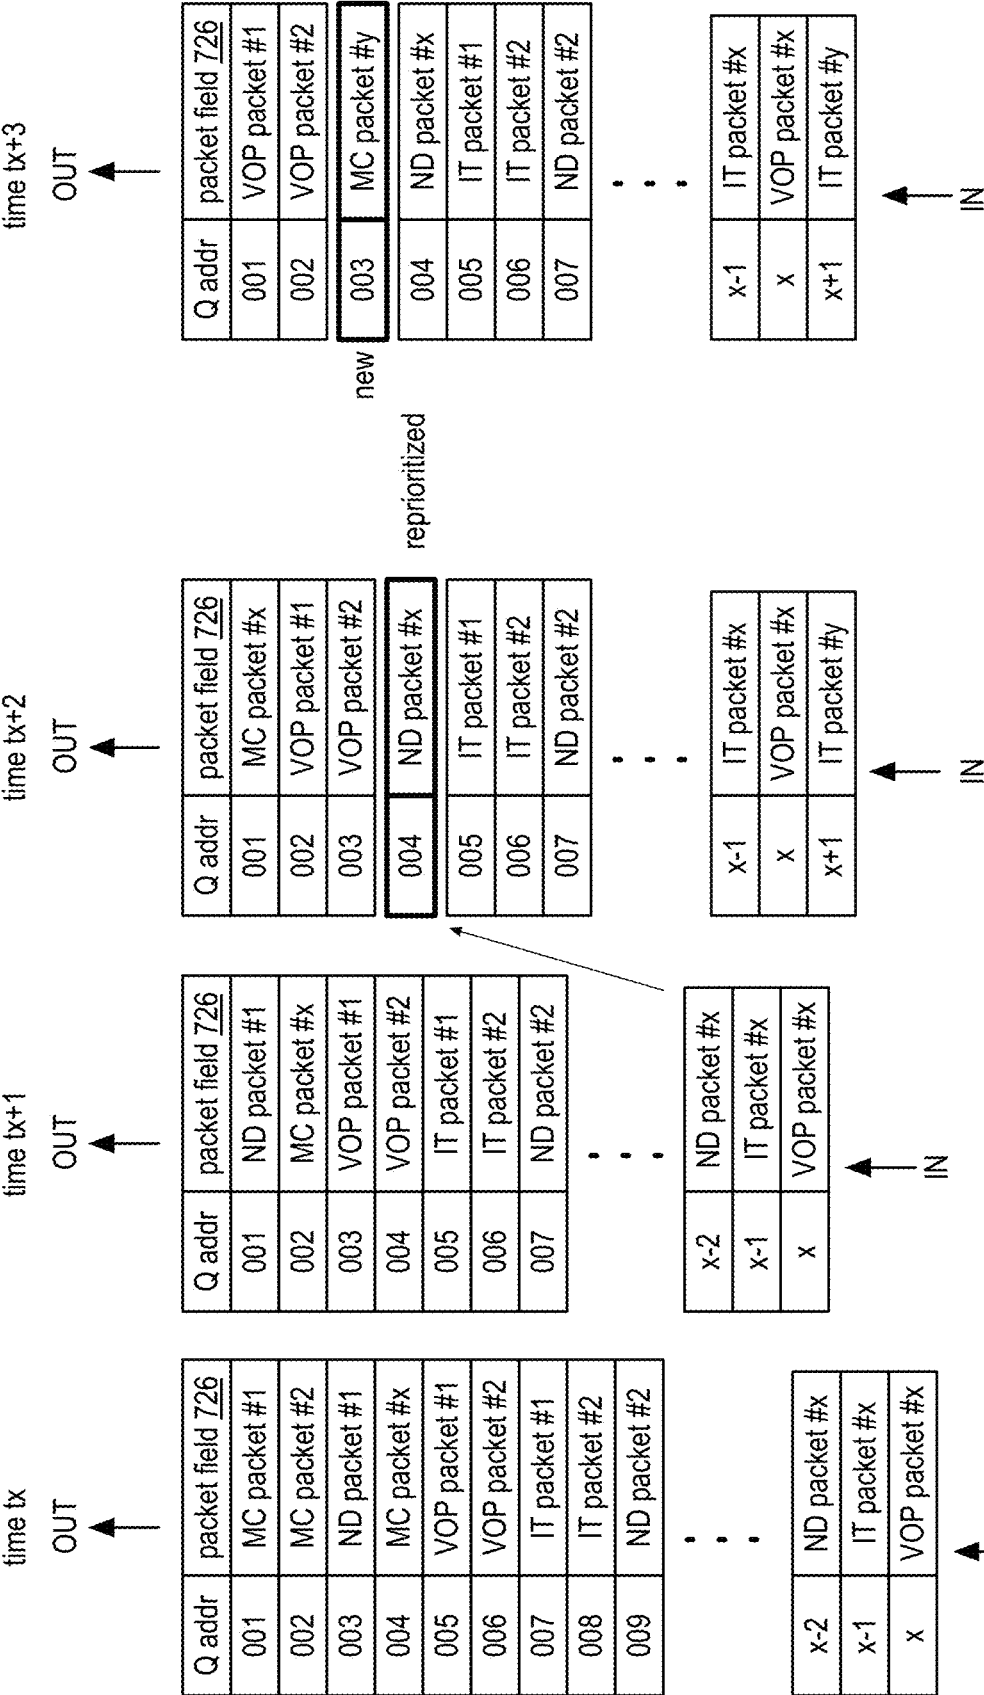 time tx
OUT
Q addr packet field 726
001 MC packet #1
002 MC packet #2
003 ND packet #1
004 MC packet #x
005 VOP packet #1
006 VOP packet #2
007 IT packet #1
008 IT packet #2
009 ND packet #2
x-2 ND packet #x
x-1 IT packet #x
x VOP packet #x
time tx+1
OUT
Q addr packet field 726
001 ND packet #1
002 MC packet #x
003 VOP packet #1
004 VOP packet #2
005 IT packet #1
006 IT packet #2
007 ND packet #2
x-2 ND packet #x
x-1 IT packet #x
x VOP packet #x
IN
time tx+2
OUT
Q addr packet field 726
001 MC packet #x
002 VOP packet #1
003 VOP packet #2
004 ND packet #x
reprioritized
005 IT packet #1
006 IT packet #2
007 ND packet #2
x-1 IT packet #x
x VOP packet #x
x+1 IT packet #y
IN
time tx+3
OUT
Q addr packet field 726
001 VOP packet #1
002 VOP packet #2
new
003 MC packet #y
004 ND packet #x
005 IT packet #1
006 IT packet #2
007 ND packet #2
x-1 IT packet #x
x VOP packet #x
x+1 IT packet #y
IN